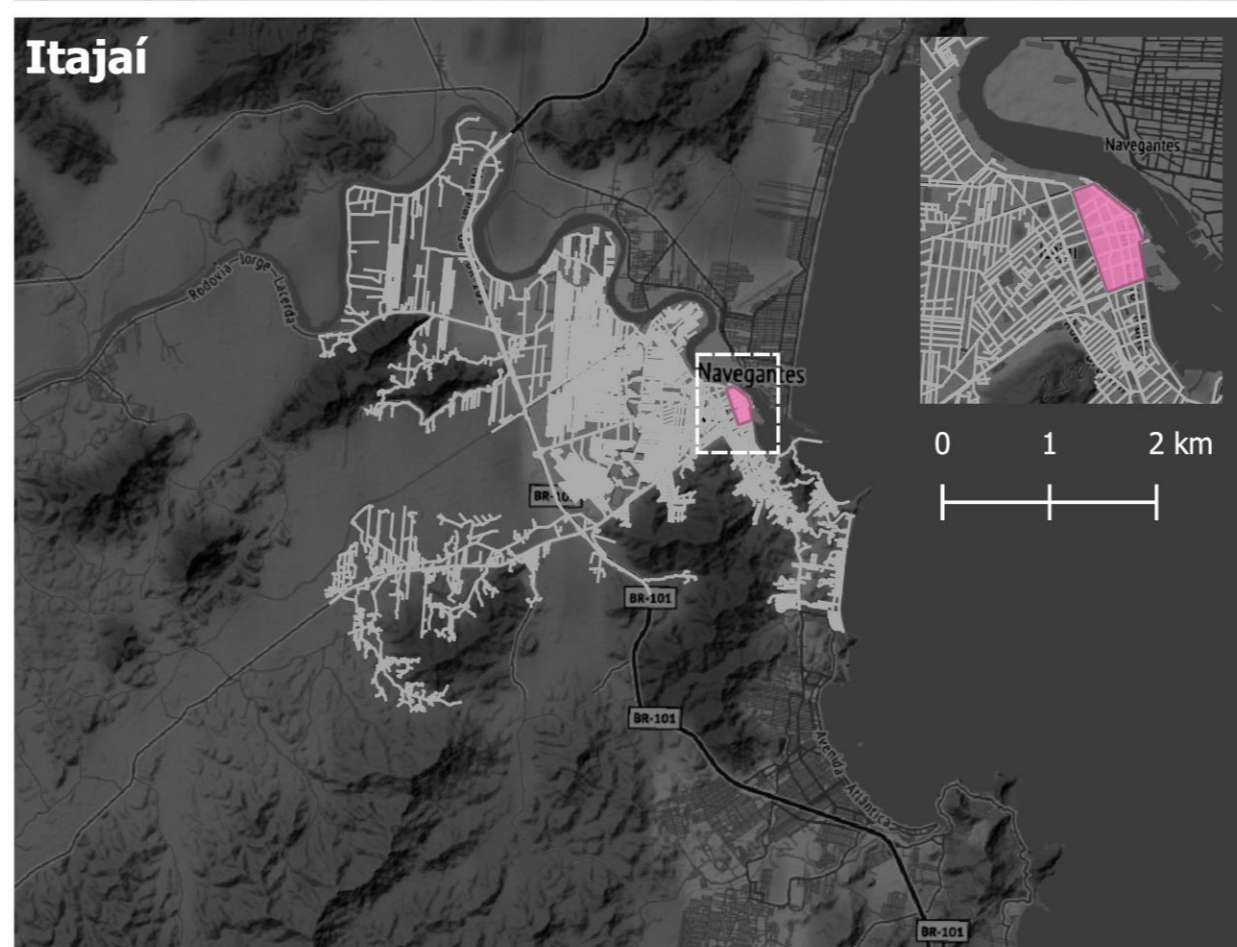 Itajaí
Navegantes
Rodovia Jorge Lacerda
Navegantes
0 1 2 km
BR-10
BR-101
BR-101
Avenida Atlântica
BR-101